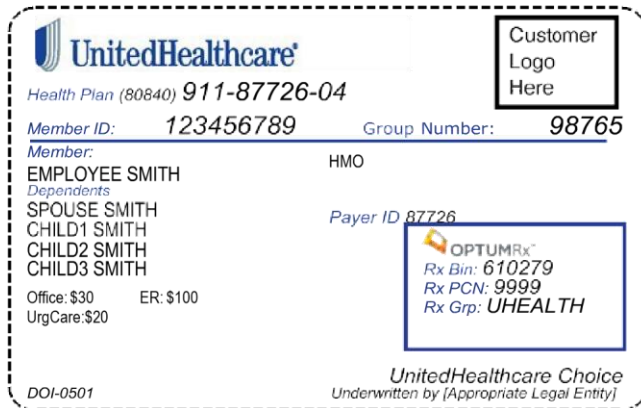 UnitedHealthcare®
Customer
Logo
Here
Health Plan (80840) 911-87726-04
Member ID: 123456789 Group Number: 98765
Member:
EMPLOYEE SMITH
Dependents
SPOUSE SMITH
CHILD1 SMITH
CHILD2 SMITH
CHILD3 SMITH
HMO
Payer ID 87726
Office: $30 ER: $100
UrgCare:$20
OPTUMRx™
Rx Bin: 610279
Rx PCN: 9999
Rx Grp: UHEALTH
UnitedHealthcare Choice
DOI-0501 Underwritten by [Appropriate Legal Entity]